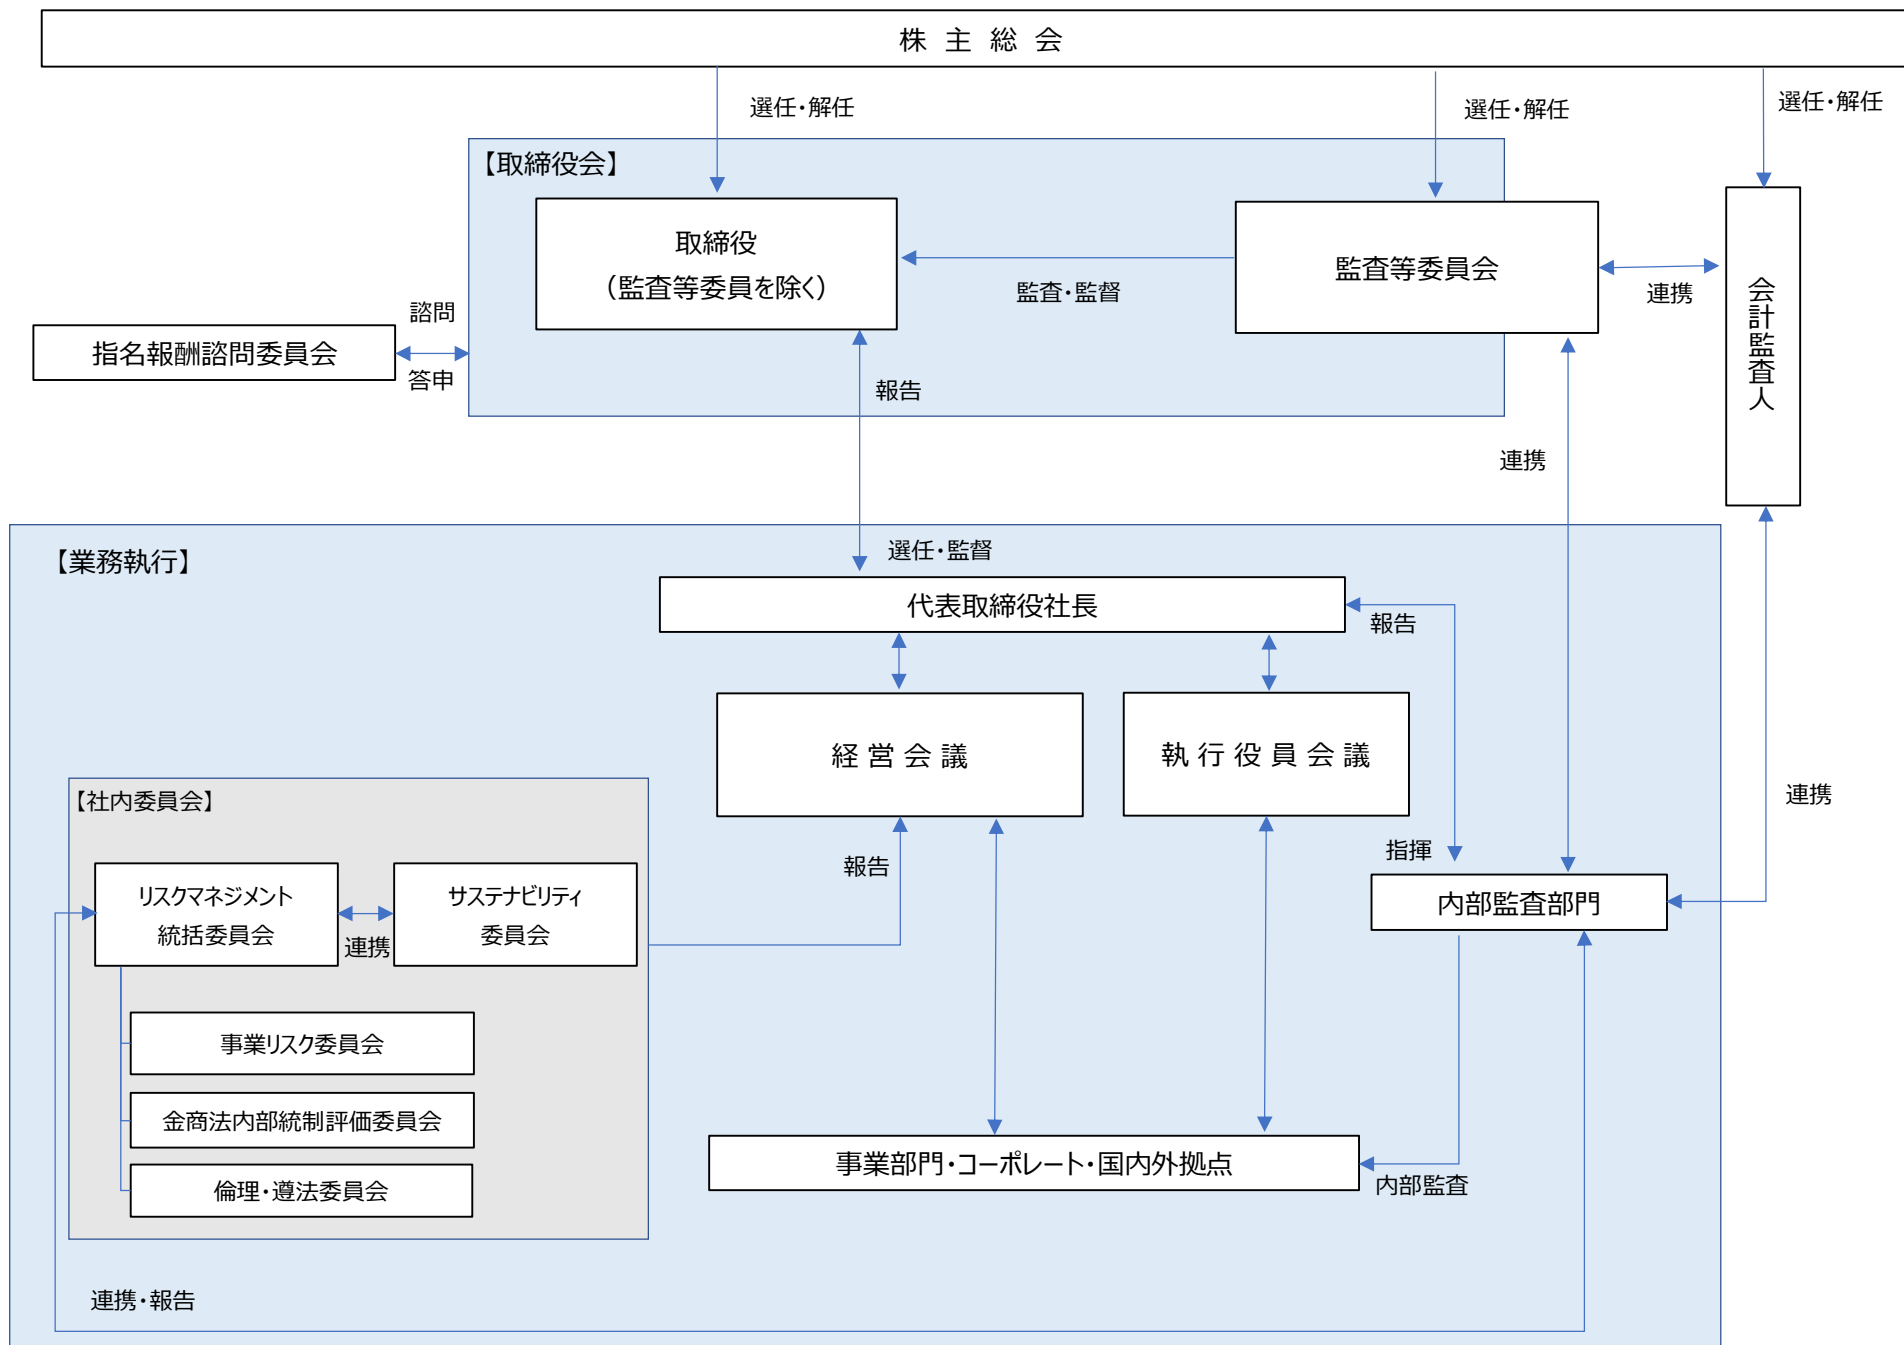 株 主 総 会
選任・解任
選任・解任
選任・解任
【取締役会】
取締役
（監査等委員を除く）
監査・監督
監査等委員会
連携
会計監査人
諮問
指名報酬諮問委員会
答申
報告
連携
【業務執行】
選任・監督
代表取締役社長
報告
経 営 会 議
執 行 役 員 会 議
連携
【社内委員会】
報告
指揮
リスクマネジメント
統括委員会
連携
サステナビリティ
委員会
内部監査部門
事業リスク委員会
金商法内部統制評価委員会
倫理・遵法委員会
事業部門・コーポレート・国内外拠点
内部監査
連携・報告